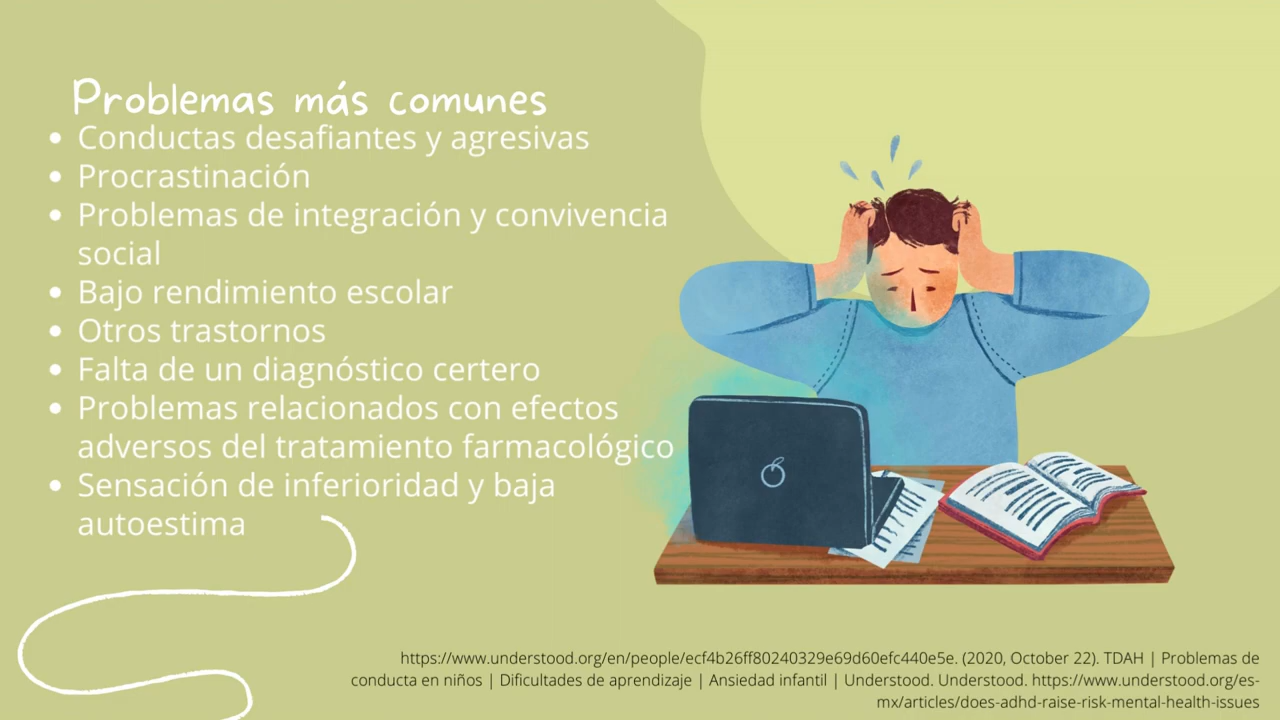 Problemas más comunes
Conductas desafiantes y agresivas
Procrastinación
Problemas de integración y convivencia
social
Bajo rendimiento escolar
Otros trastornos
Falta de un diagnóstico certero
Problemas relacionados con efectos
adversos del tratamiento farmacológico
Sensación de inferioridad y baja
autoestima
https://www.understood.org/en/people/ecf4b26ff80240329e69d60efc440e5e. (2020, October 22). TDAH | Problemas de
conducta en niños | Dificultades de aprendizaje | Ansiedad infantil | Understood. Understood. https://www.understood.org/es-
mx/articles/does-adhd-raise-risk-mental-health-issues